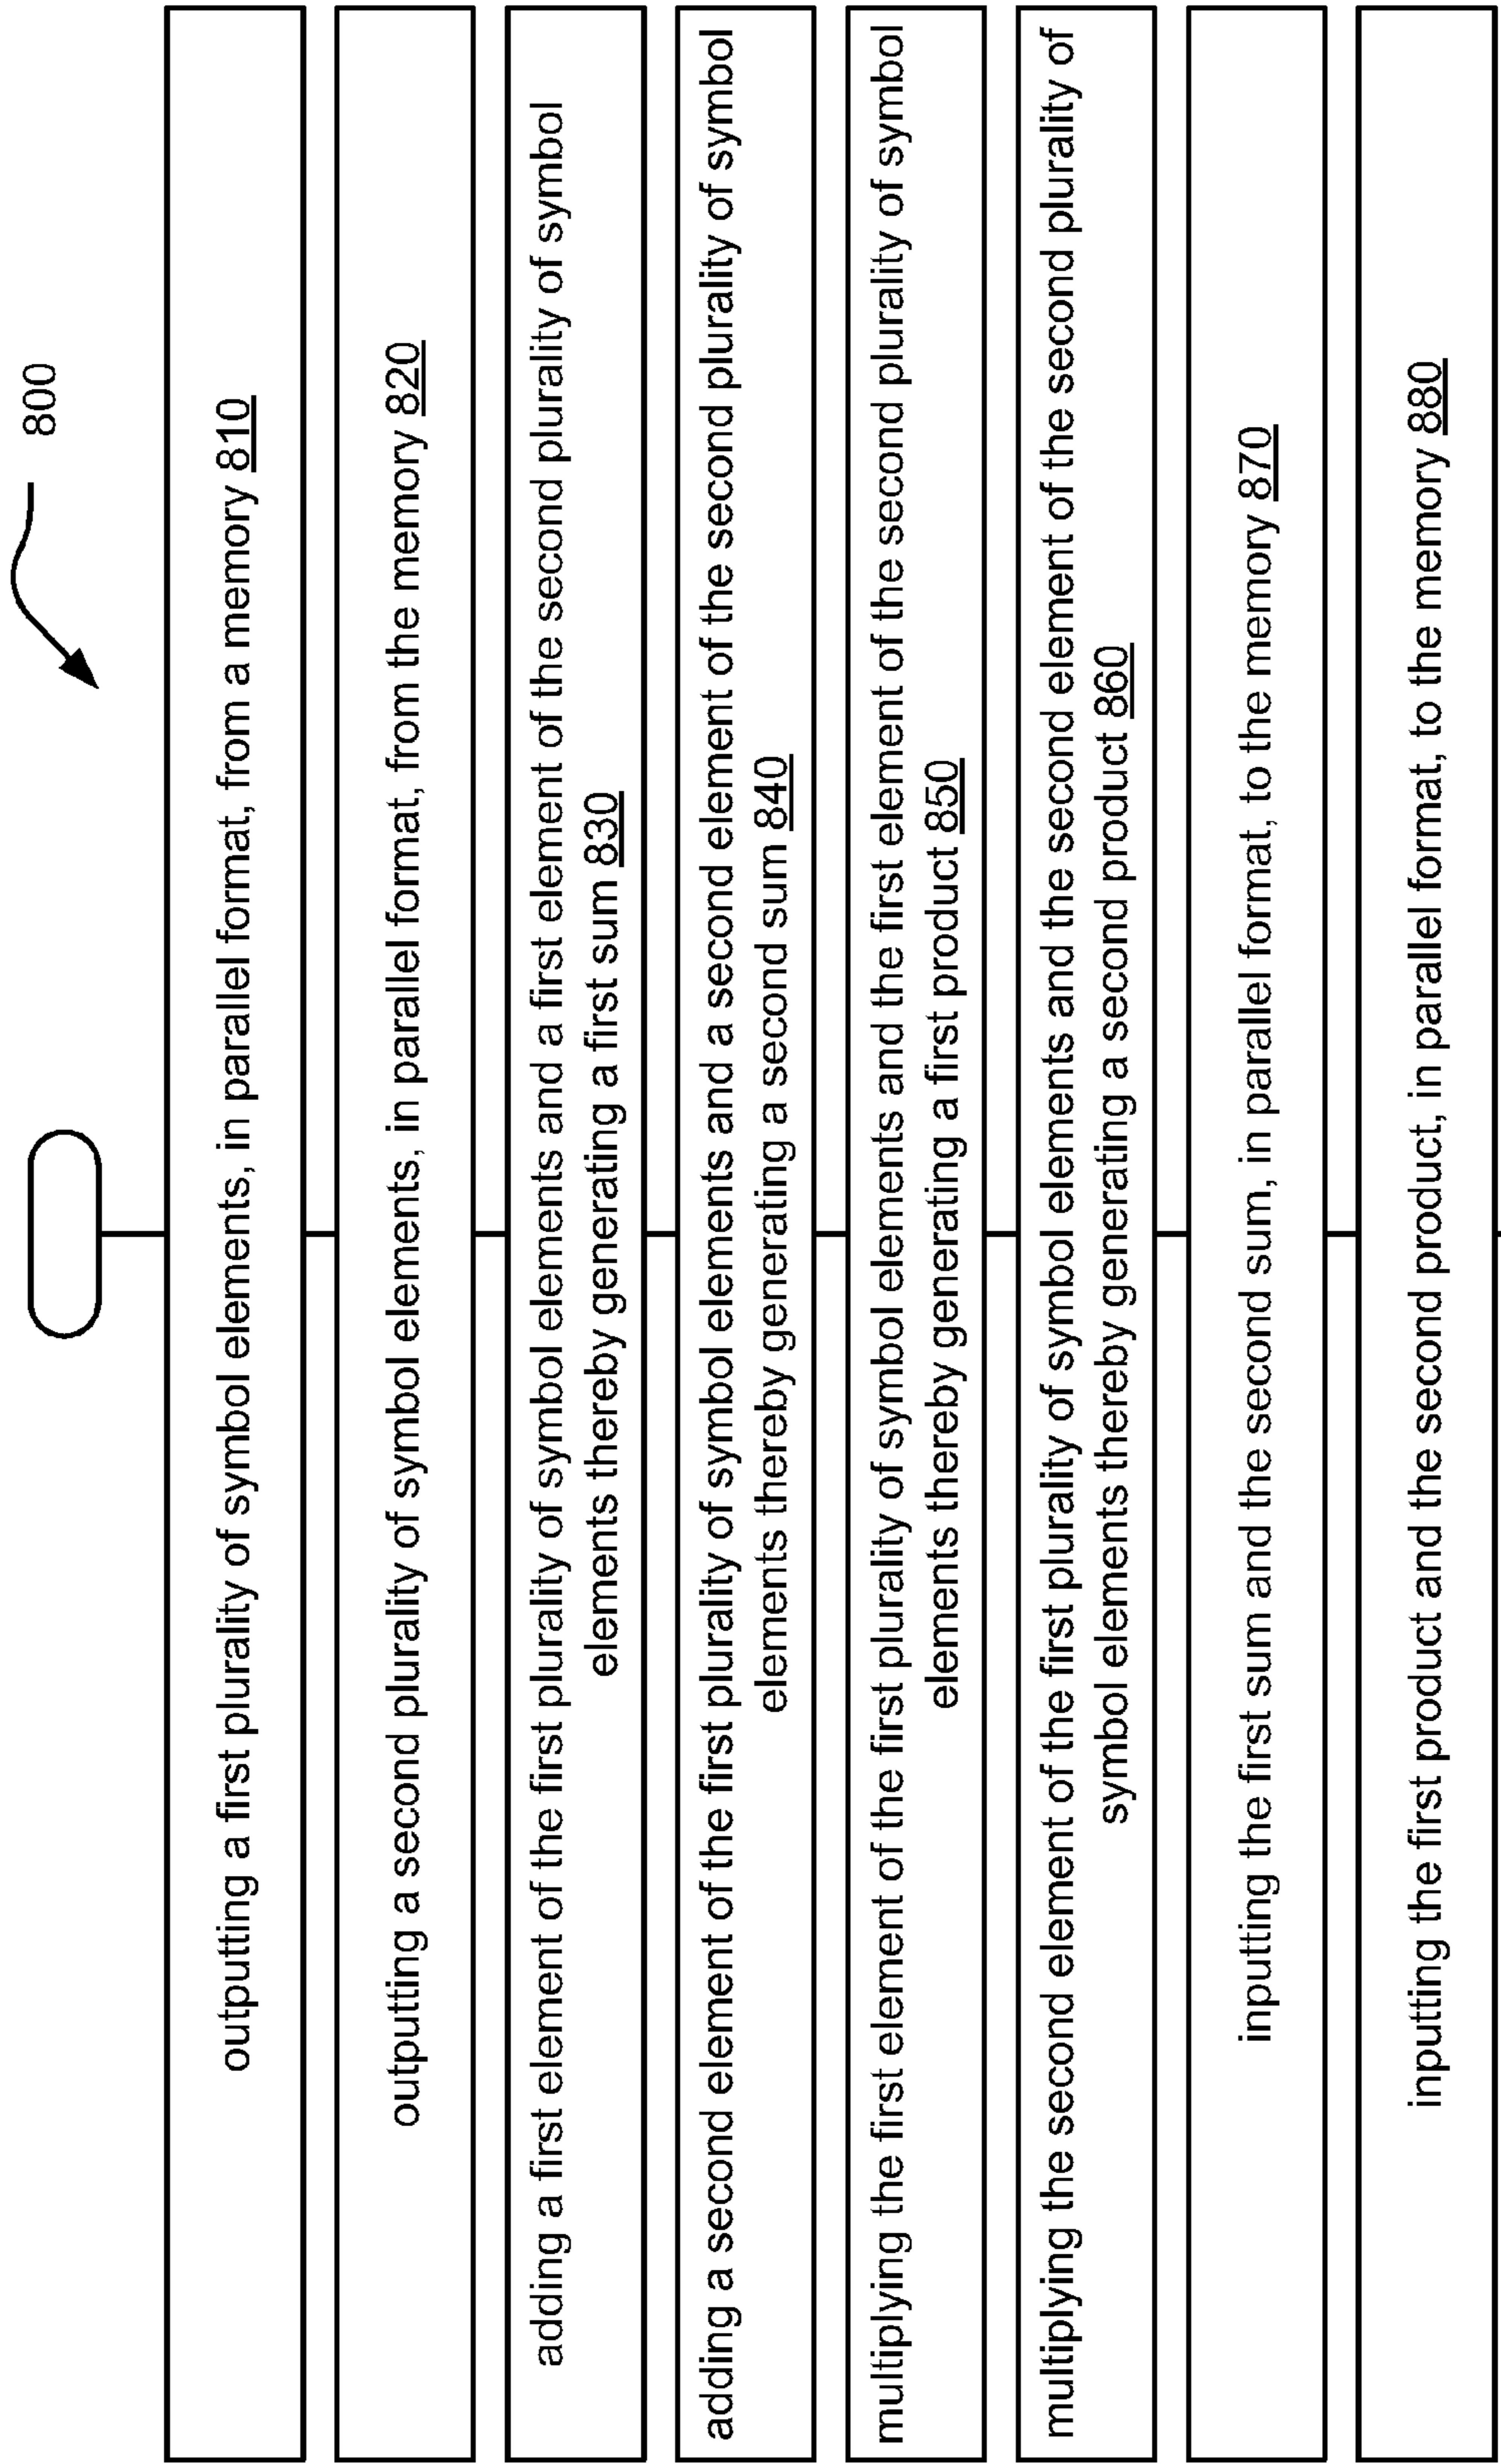 800
outputting a first plurality of symbol elements, in parallel format, from a memory 810
outputting a second plurality of symbol elements, in parallel format, from the memory 820
adding a first element of the first plurality of symbol elements and a first element of the second plurality of symbol
elements thereby generating a first sum 830
adding a second element of the first plurality of symbol elements and a second element of the second plurality of symbol
elements thereby generating a second sum 840
multiplying the first element of the first plurality of symbol elements and the first element of the second plurality of symbol
elements thereby generating a first product 850
multiplying the second element of the first plurality of symbol elements and the second element of the second plurality of
symbol elements thereby generating a second product 860
inputting the first sum and the second sum, in parallel format, to the memory 870
inputting the first product and the second product, in parallel format, to the memory 880